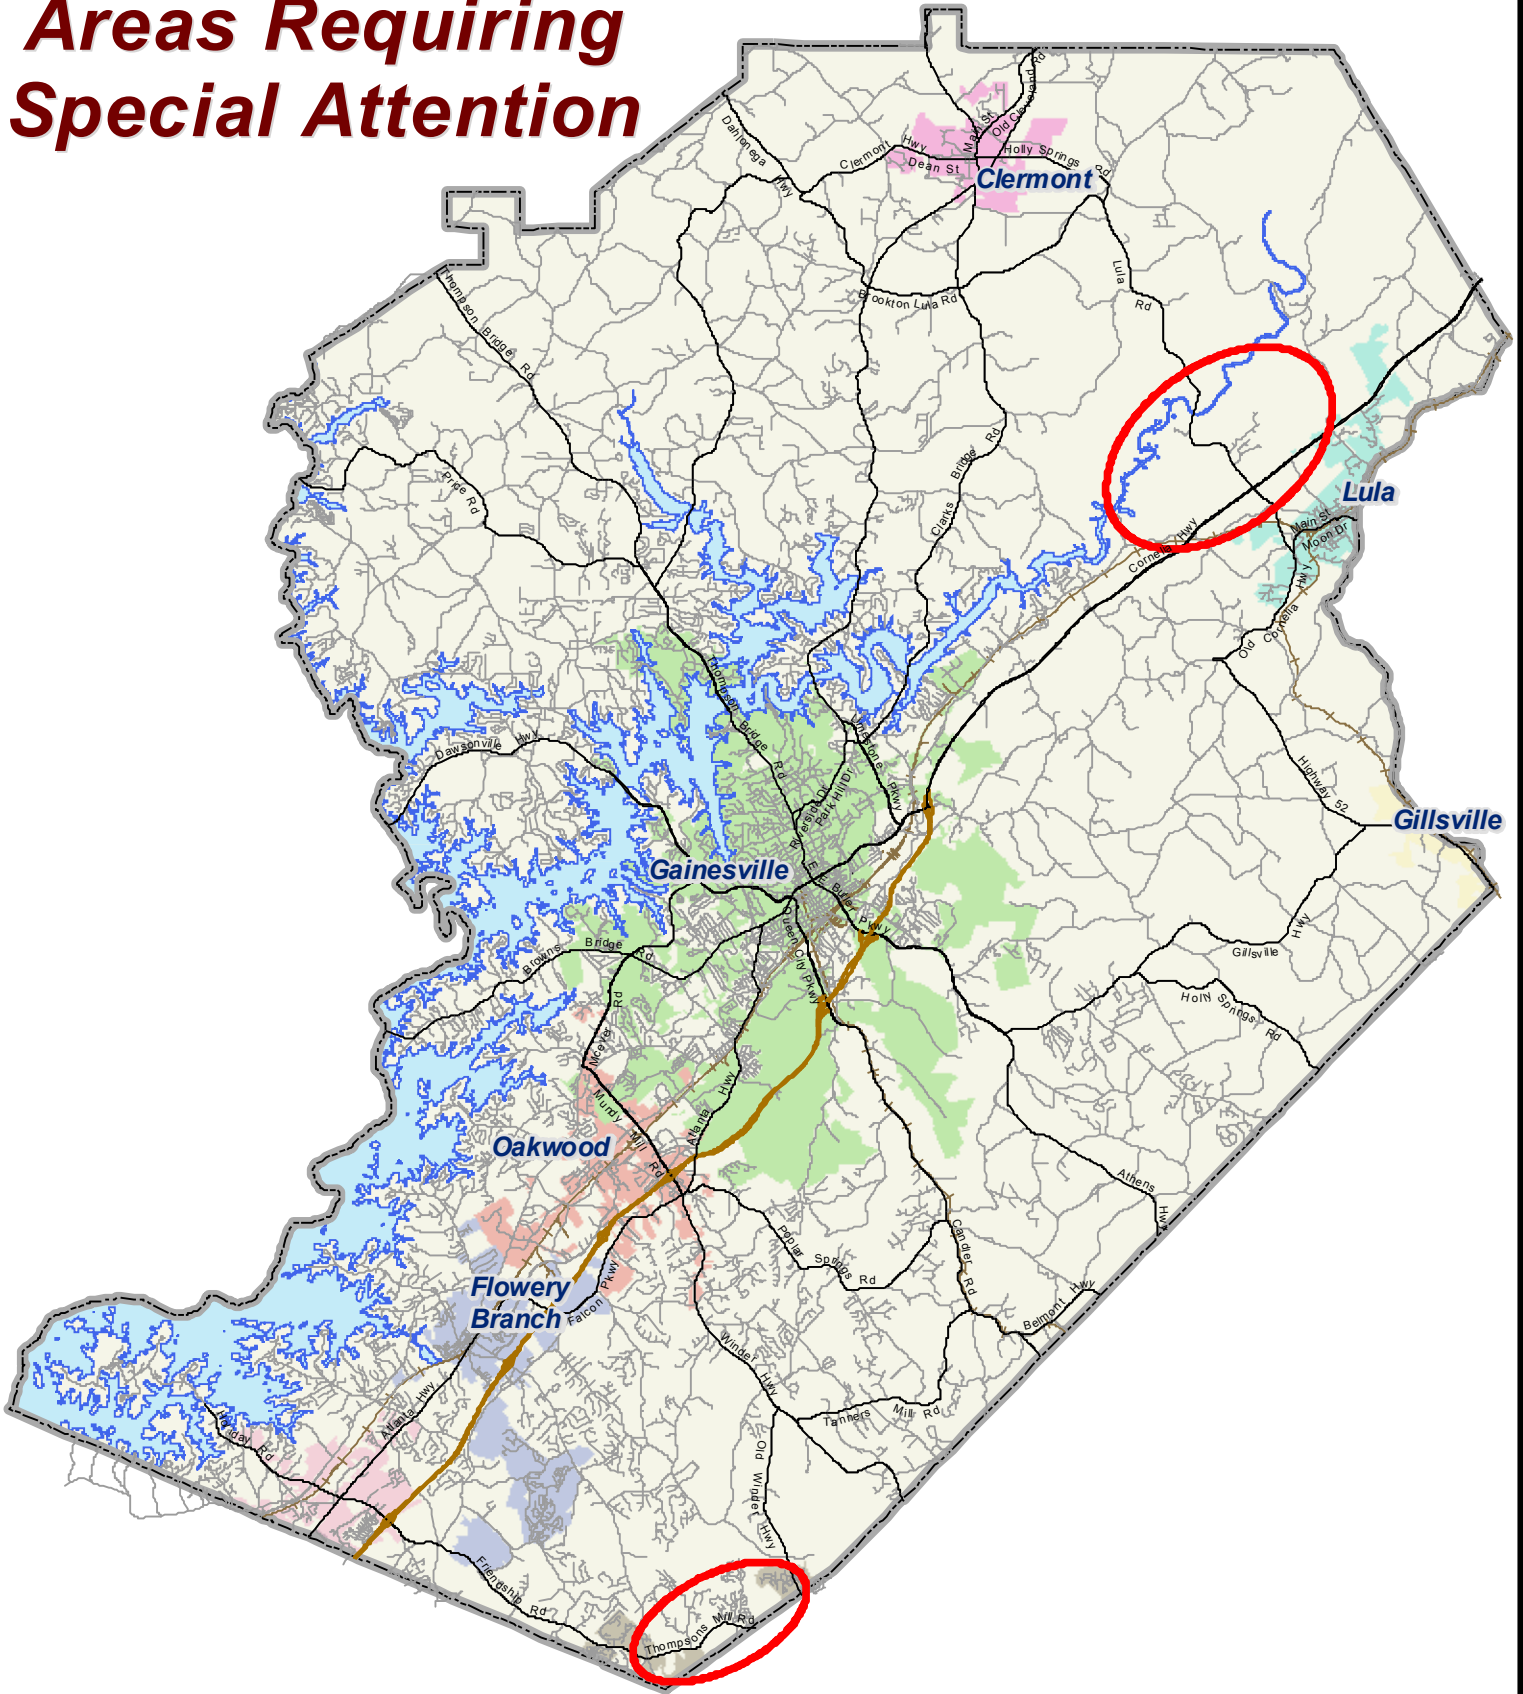 Areas Requiring
Special Attention
Old Cleveland Rd
Main St
Dahlonega Hwy
Clermont Hwy
Dean St
Holly Springs Rd
Clermont
Thompson Bridge Rd
Lula Rd
Brookton Lula Rd
Price Rd
Clarks Bridge Rd
Lula
Main St
Moon Dr
Cornelia Hwy
Old Cornelia Hwy
Thompson Bridge Rd
Dawsonville Hwy
Limestone Pkwy
Riverside Dr
Park Hill Dr
Highway 52
Gillsville
Gainesville
E E Butler Pkwy
Queen City Pkwy
Browns Bridge Rd
Gillsville Hwy
Holly Springs Rd
Mcever Rd
Mundy Mill Rd
Atlanta Hwy
Oakwood
Athens Hwy
Poplar Springs Rd
Candler Rd
Flowery
Branch
Falcon Pkwy
Belmont Hwy
Winder Hwy
Tanners Mill Rd
Atlanta Hwy
Holiday Rd
Old Winder Hwy
Friendship Rd
Thompsons Mill Rd